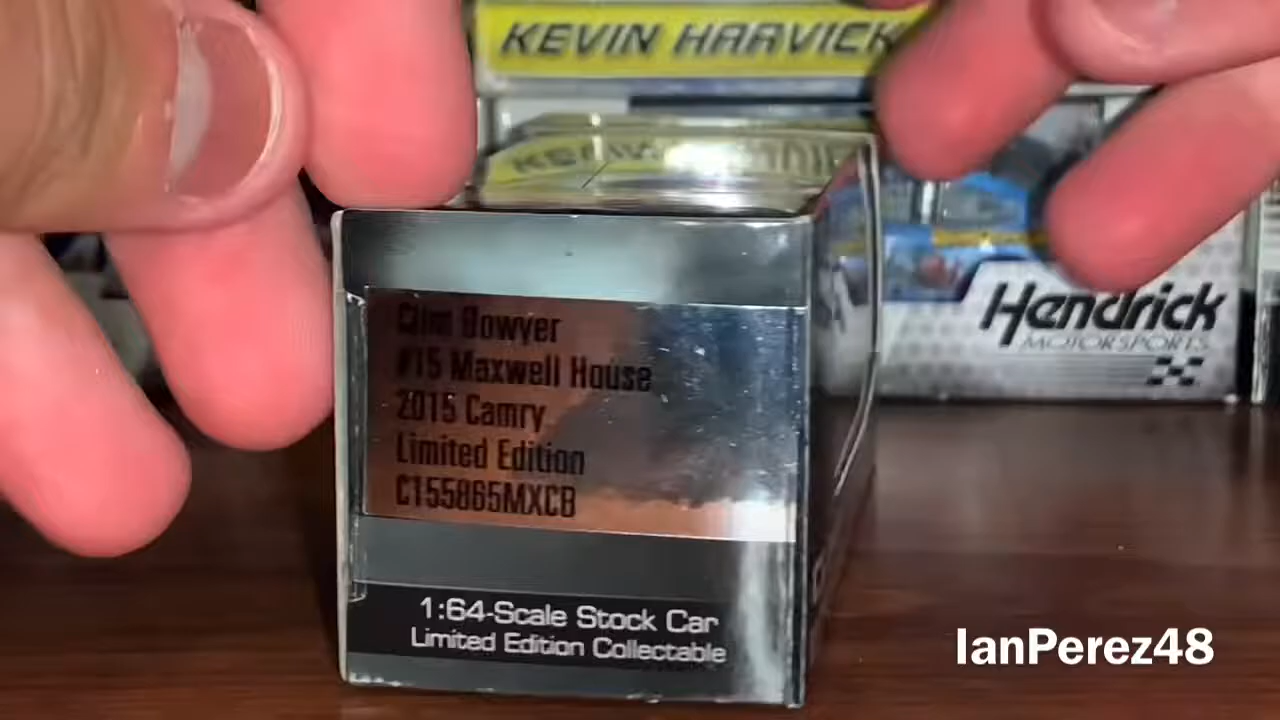 KEVIN HARVICK
Hendrick
MOTORSPORTS
Clint Bowyer
#15 Maxwell House
2015 Camry
Limited Edition
C155865MXCB
1:64-Scale Stock Car
Limited Edition Collectable
IanPerez48